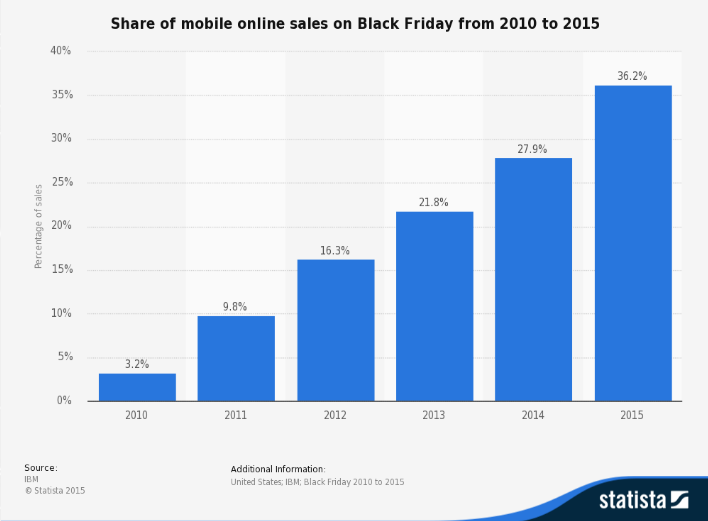 Share of mobile online sales on Black Friday from 2010 to 2015
40%
35%
30%
25%
20%
15%
10%
5%
0%
Percentage of sales
3.2%
9.8%
16.3%
21.8%
27.9%
36.2%
2010 2011 2012 2013 2014 2015
Source:
IBM
© Statista 2015
Additional Information:
United States; IBM; Black Friday 2010 to 2015
statista